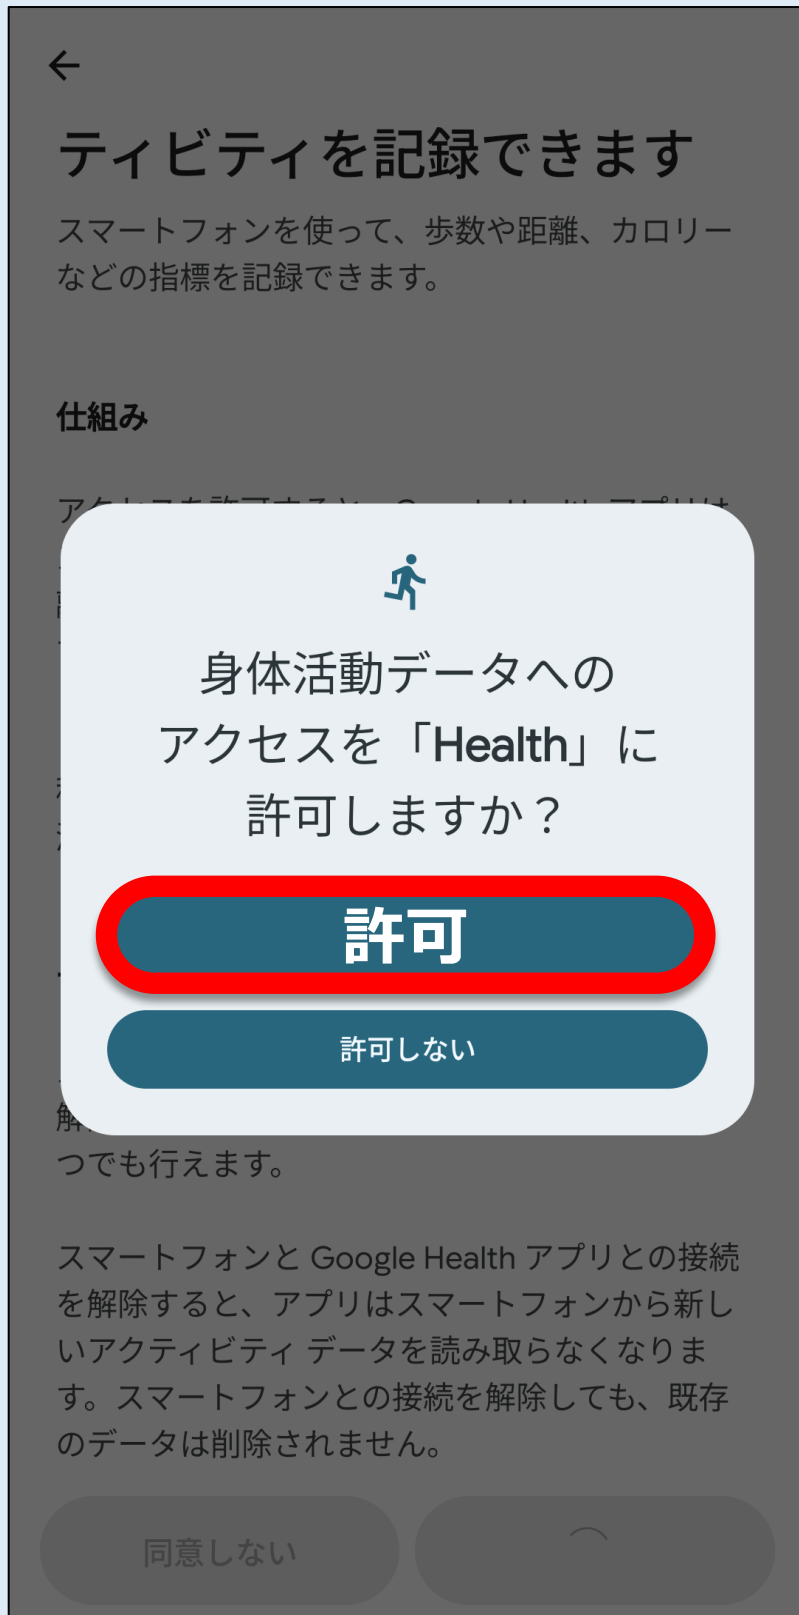 ティビティを記録できます
スマートフォンを使って、歩数や距離、カロリー
などの指標を記録できます。
仕組み
身体活動データへの
アクセスを「Health」に
許可しますか？
許可
許可しない
つでも行えます。
スマートフォンと Google Health アプリとの接続
を解除すると、アプリはスマートフォンから新し
いアクティビティ データを読み取らなくなりま
す。スマートフォンとの接続を解除しても、既存
のデータは削除されません。
同意しない